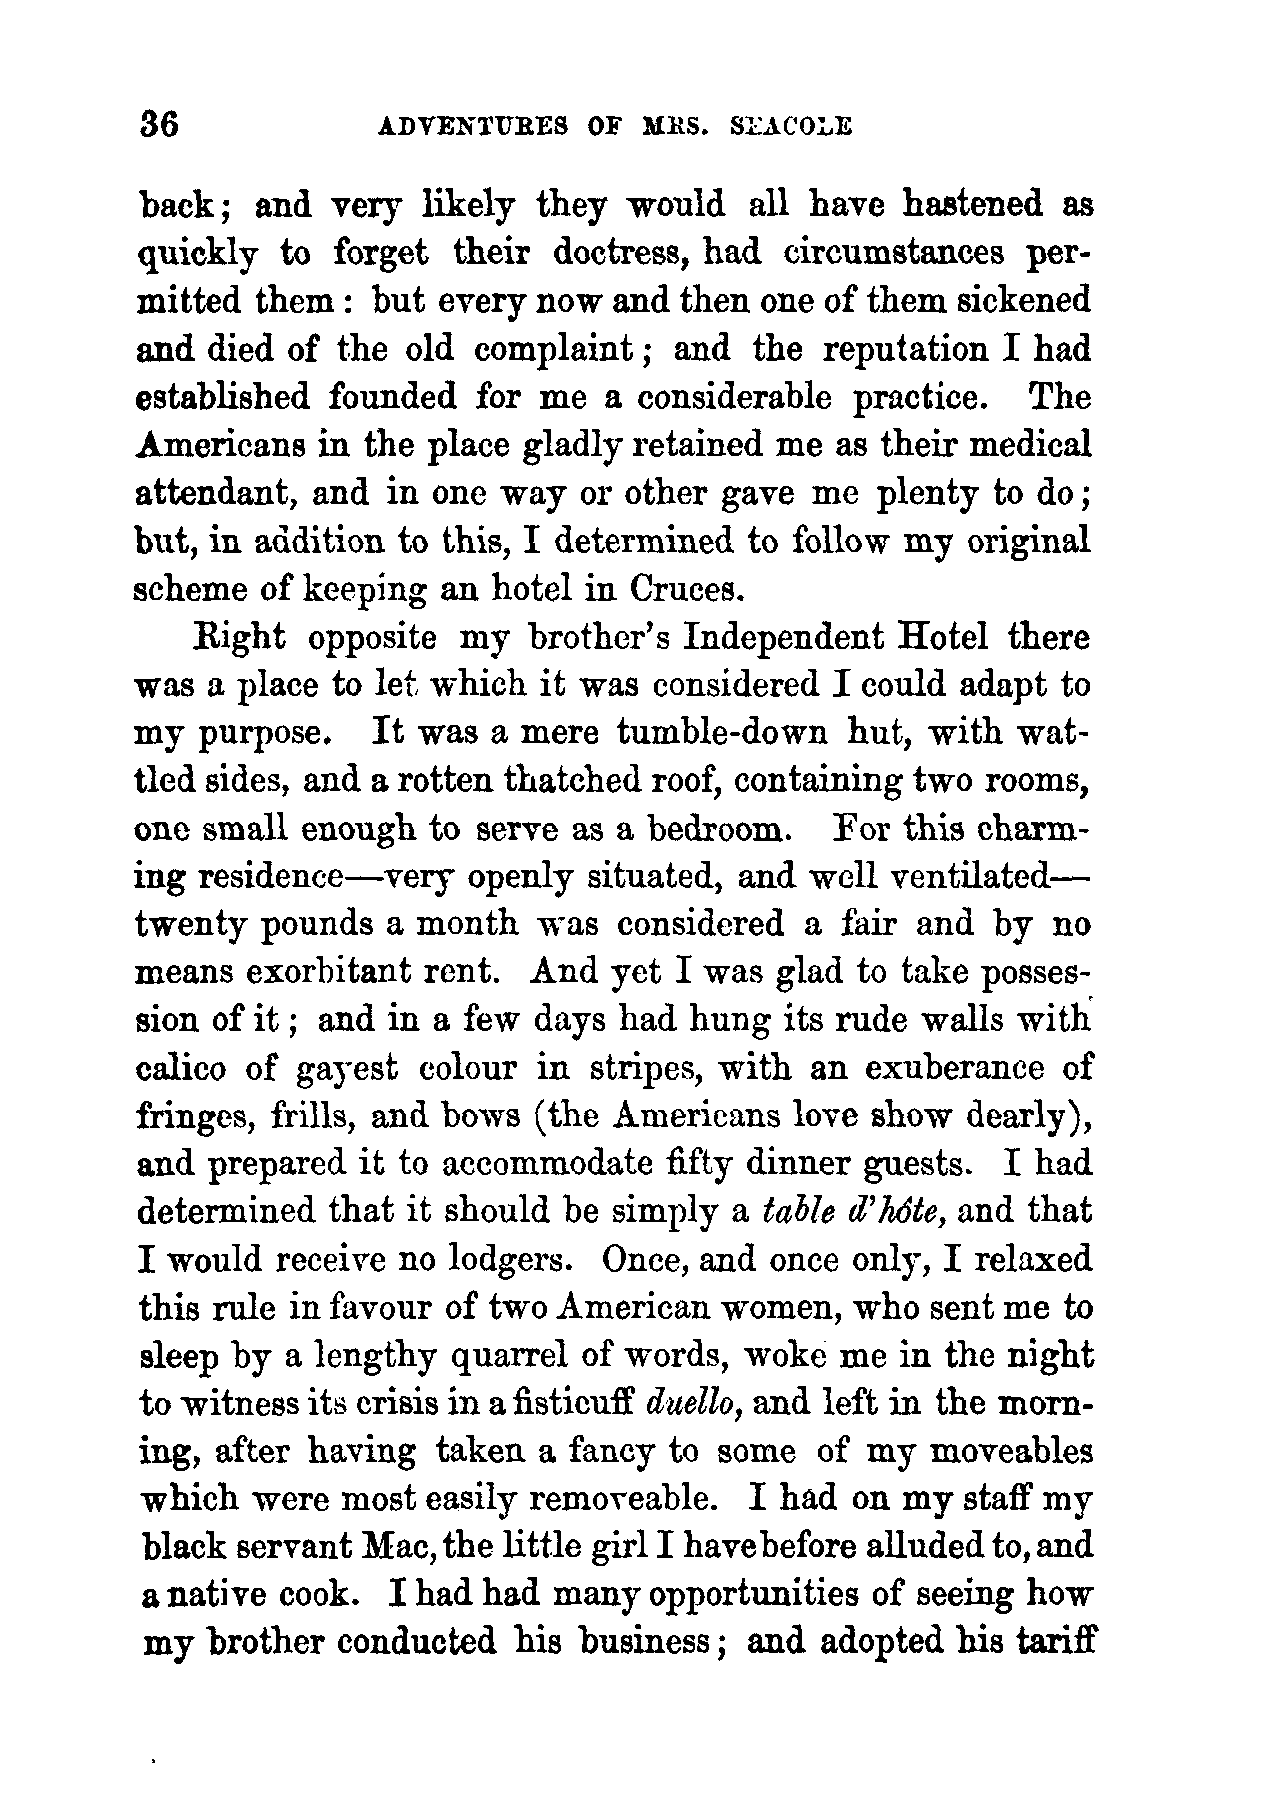 36 ADVENTURES OF MRS. SEACOLE
back; and very likely they would all have hastened as
quickly to forget their doctress, had circumstances per-
mitted them: but every now and then one of them sickened
and died of the old complaint; and the reputation I had
established founded for me a considerable practice. The
Americans in the place gladly retained me as their medical
attendant, and in one way or other gave me plenty to do;
but, in addition to this, I determined to follow my original
scheme of keeping an hotel in Cruces.
Right opposite my brother's Independent Hotel there
was a place to let which it was considered I could adapt to
my purpose. It was a mere tumble-down hut, with wat-
tled sides, and a rotten thatched roof, containing two rooms,
one small enough to serve as a bedroom. For this charm-
ing residence—very openly situated, and well ventilated—
twenty pounds a month was considered a fair and by no
means exorbitant rent. And yet I was glad to take posses-
sion of it; and in a few days had hung its rude walls with
calico of gayest colour in stripes, with an exuberance of
fringes, frills, and bows (the Americans love show dearly),
and prepared it to accommodate fifty dinner guests. I had
determined that it should be simply a table d'hôte, and that
I would receive no lodgers. Once, and once only, I relaxed
this rule in favour of two American women, who sent me to
sleep by a lengthy quarrel of words, woke me in the night
to witness its crisis in a fisticuff duello, and left in the morn-
ing, after having taken a fancy to some of my moveables
which were most easily removeable. I had on my staff my
black servant Mac, the little girl I have before alluded to, and
a native cook. I had had many opportunities of seeing how
my brother conducted his business; and adopted his tariff